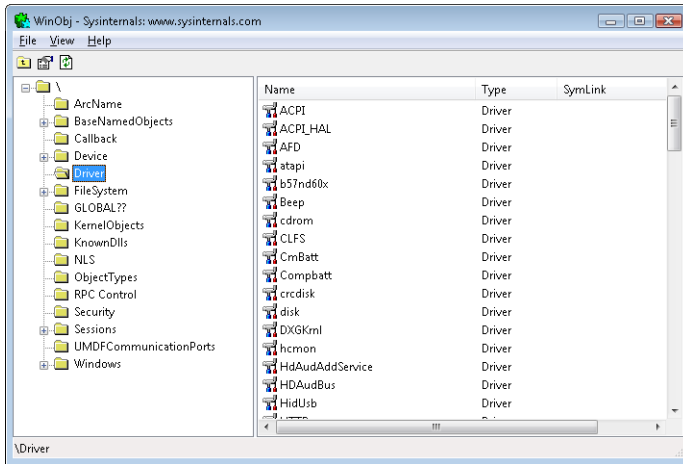 WinObj - Sysinternals: www.sysinternals.com
File View Help
\
ArcName
BaseNamedObjects
Callback
Device
Driver
FileSystem
GLOBAL??
KernelObjects
KnownDlls
NLS
ObjectTypes
RPC Control
Security
Sessions
UMDFCommunicationPorts
Windows
Name Type SymLink
ACPI Driver
ACPI_HAL Driver
AFD Driver
atapi Driver
b57nd60x Driver
Beep Driver
cdrom Driver
CLFS Driver
CmBatt Driver
Compbatt Driver
crcdisk Driver
disk Driver
DXGKrnl Driver
hcmon Driver
HdAudAddService Driver
HDAudBus Driver
HidUsb Driver
\Driver